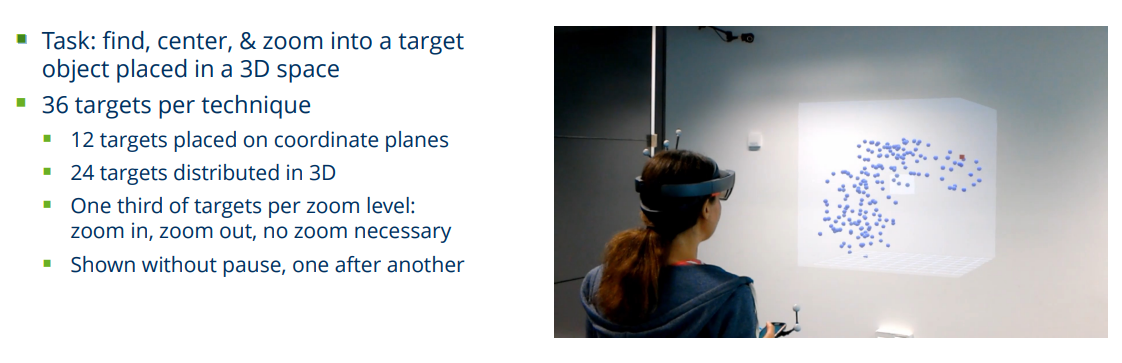 Task: find, center, & zoom into a target
object placed in a 3D space
36 targets per technique
12 targets placed on coordinate planes
24 targets distributed in 3D
One third of targets per zoom level:
zoom in, zoom out, no zoom necessary
Shown without pause, one after another